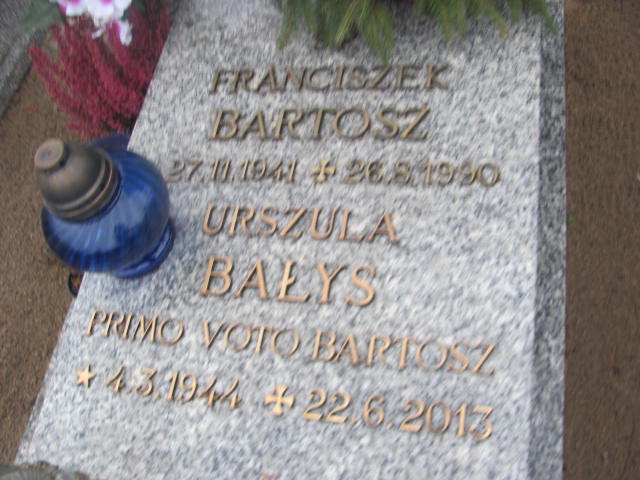 FRANCISZEK
BARTOSZ
27.11.1941 ✝ 26.8.1990
URSZULA
BAŁYS
PRIMO VOTO BARTOSZ
★ 4.3.1944 ✝ 22.6.2013